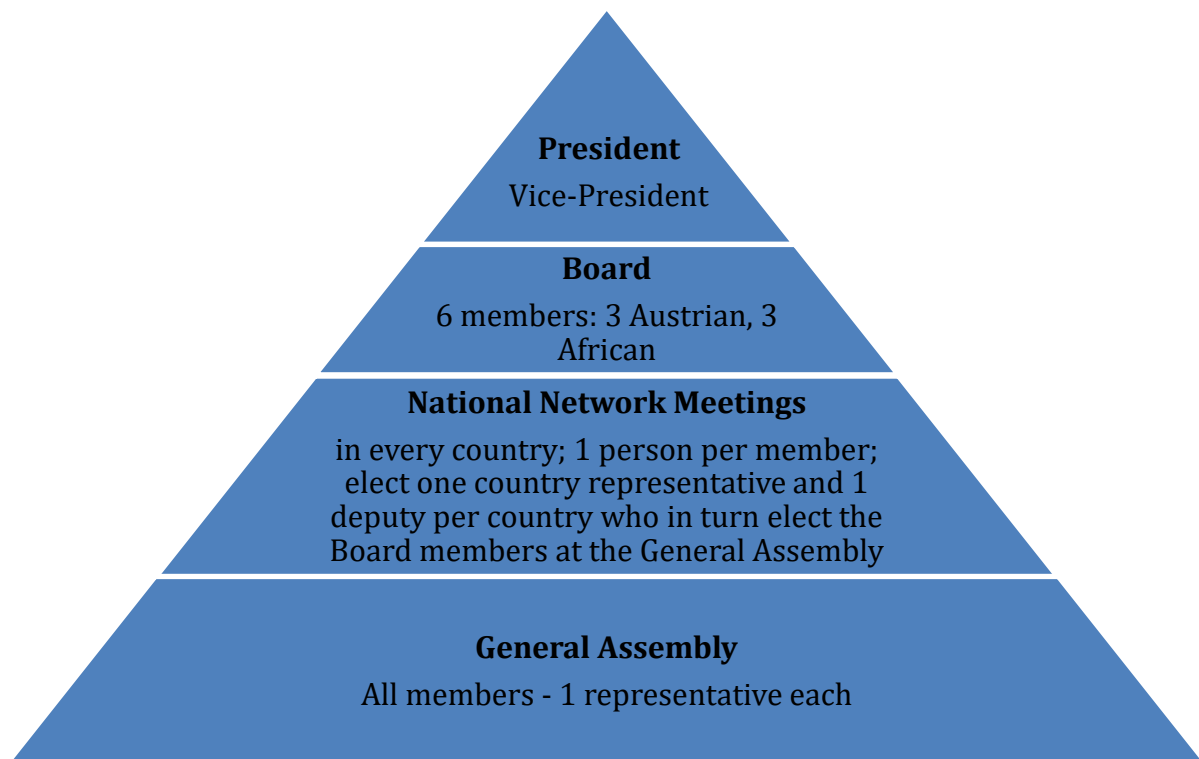 President
Vice-President
Board
6 members: 3 Austrian, 3
African
National Network Meetings
in every country; 1 person per member;
elect one country representative and 1
deputy per country who in turn elect the
Board members at the General Assembly
General Assembly
All members - 1 representative each